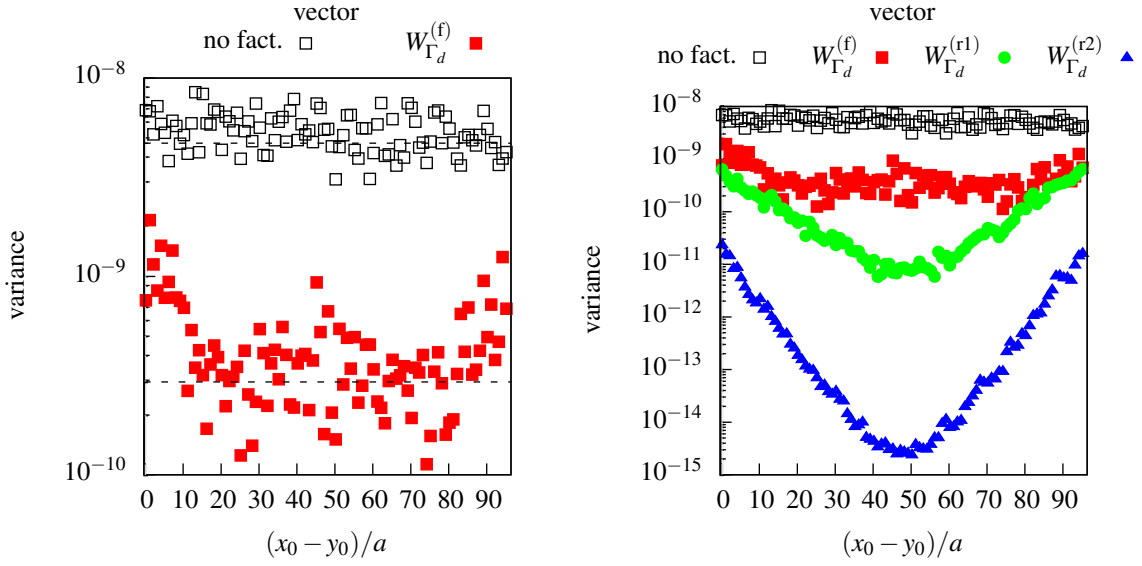 vector
no fact. □ W_{Γ_d}^{(f)} ■
10^{−8}
10^{−9}
10^{−10}
variance
0 10 20 30 40 50 60 70 80 90
(x_0 − y_0)/a
vector
no fact. □ W_{Γ_d}^{(f)} ■ W_{Γ_d}^{(r1)} ● W_{Γ_d}^{(r2)} ▲
10^{−8}
10^{−9}
10^{−10}
10^{−11}
10^{−12}
10^{−13}
10^{−14}
10^{−15}
variance
0 10 20 30 40 50 60 70 80 90
(x_0 − y_0)/a